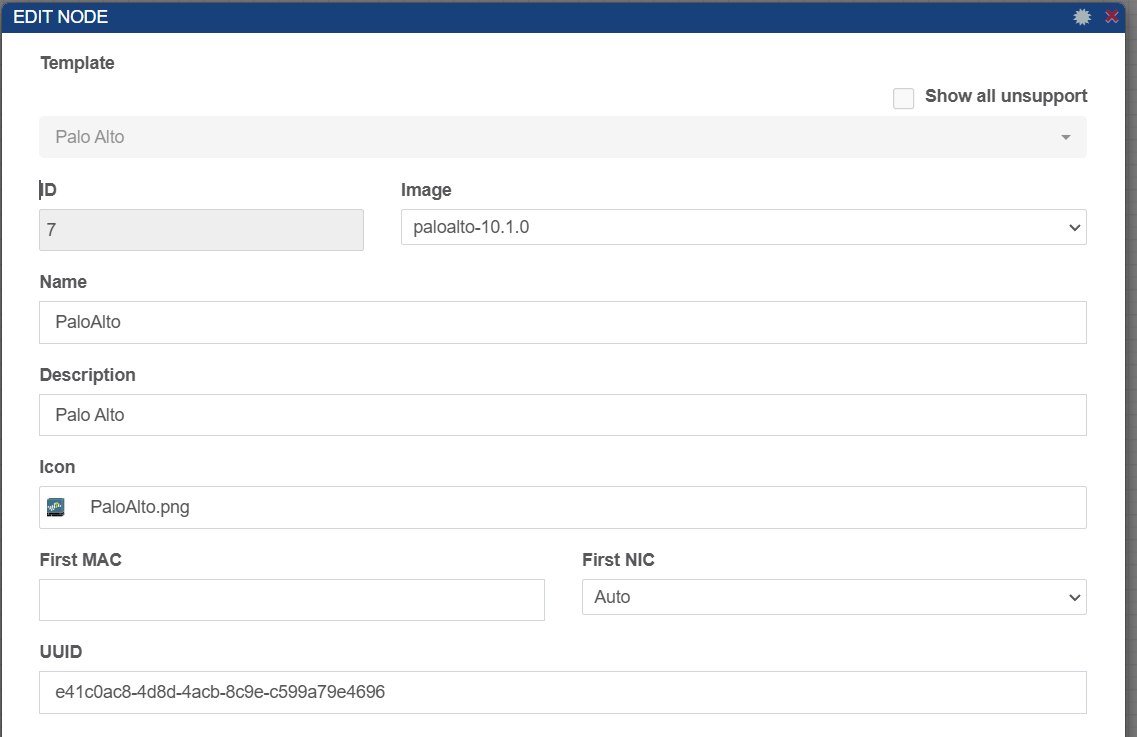 EDIT NODE
Template
Show all unsupport
Palo Alto
ID
Image
7
paloalto-10.1.0
Name
PaloAlto
Description
Palo Alto
Icon
PaloAlto.png
First MAC
First NIC
Auto
UUID
e41c0ac8-4d8d-4acb-8c9e-c599a79e4696